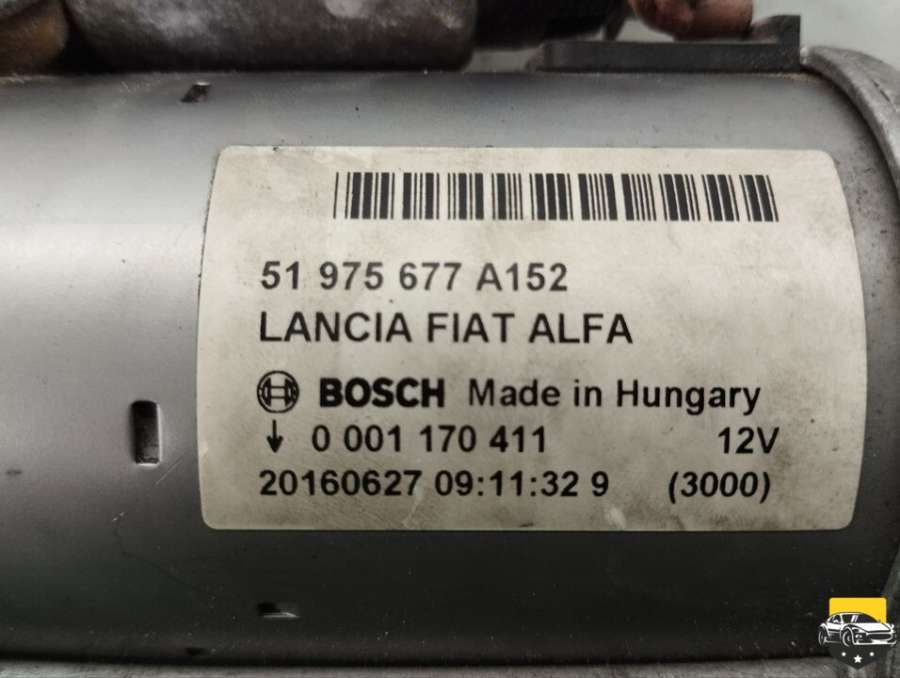 51 975 677 A152
LANCIA FIAT ALFA
BOSCH Made in Hungary
↓ 0 001 170 411 12V
20160627 09:11:32 9 (3000)